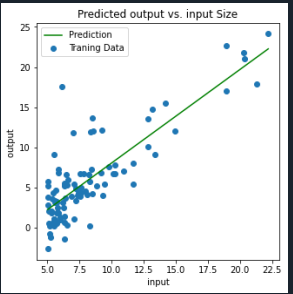 Predicted output vs. input Size
25
Prediction
Traning Data
20
15
10
5
0
output
5.0 7.5 10.0 12.5 15.0 17.5 20.0 22.5
input